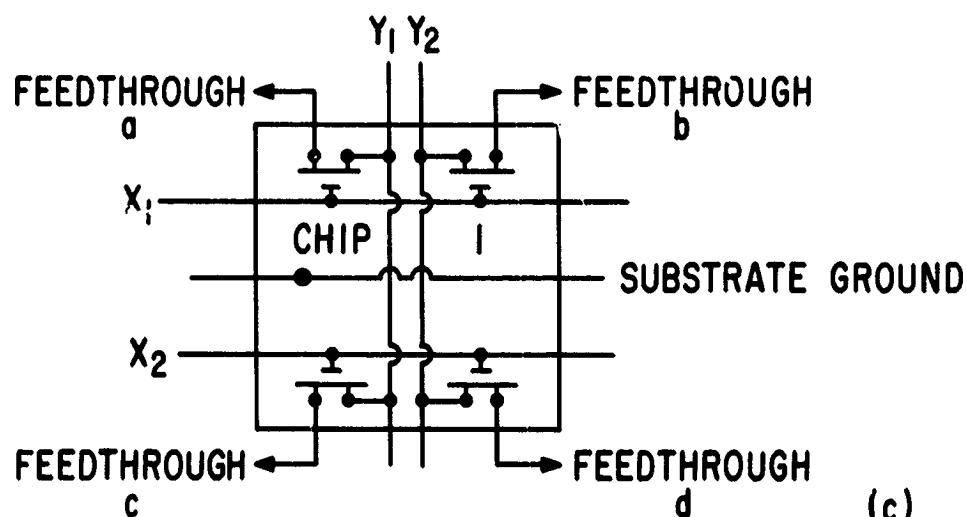 Y1 Y2
FEEDTHROUGH FEEDTHROUGH
a b
X1
CHIP 1
SUBSTRATE GROUND
X2
FEEDTHROUGH FEEDTHROUGH
c d (c)